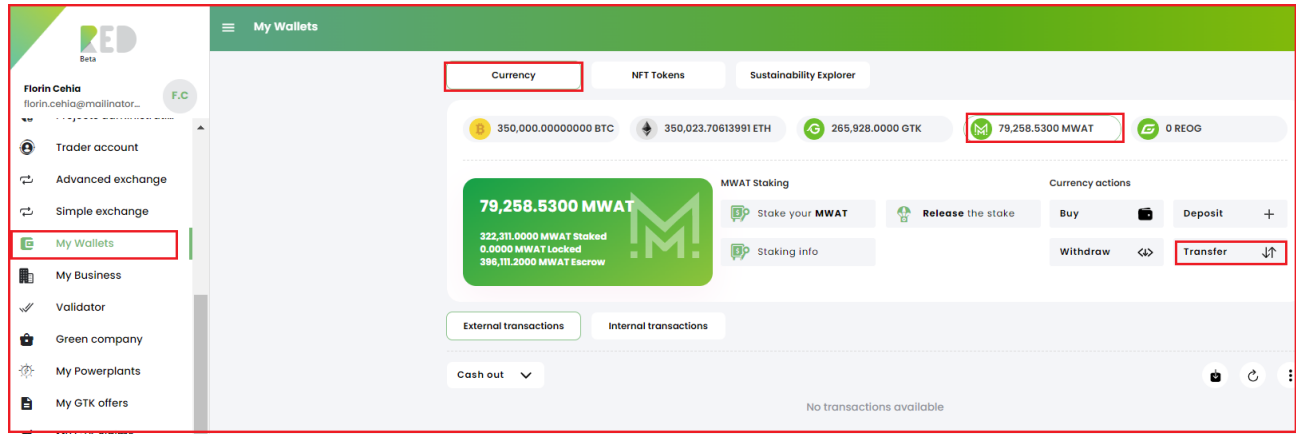 RED
Beta
My Wallets
Florin Cehia
florin.cehia@mailinator...
F.C
Trader account
Advanced exchange
Simple exchange
My Wallets
My Business
Validator
Green company
My Powerplants
My GTK offers
Currency
NFT Tokens
Sustainability Explorer
350,000.00000000 BTC
350,023.70613991 ETH
265,928.0000 GTK
79,258.5300 MWAT
0 REOG
79,258.5300 MWAT
322,311.0000 MWAT Staked
0.0000 MWAT Locked
396,111.2000 MWAT Escrow
MWAT Staking
Stake your MWAT
Release the stake
Staking info
Currency actions
Buy
Deposit
Withdraw
Transfer
External transactions
Internal transactions
Cash out
No transactions available